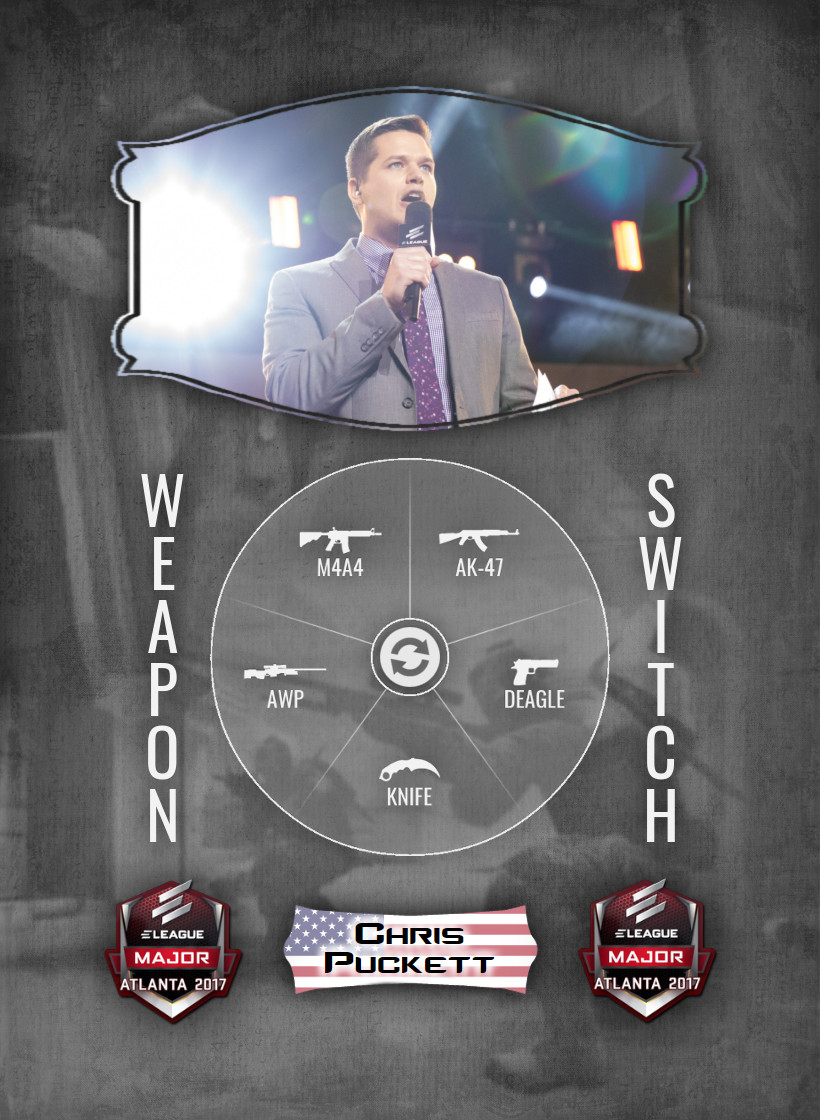 ELEAGUE
WEAPON
SWITCH
M4A4
AK-47
AWP
DEAGLE
KNIFE
ELEAGUE
MAJOR
ATLANTA 2017
Chris
Puckett
ELEAGUE
MAJOR
ATLANTA 2017